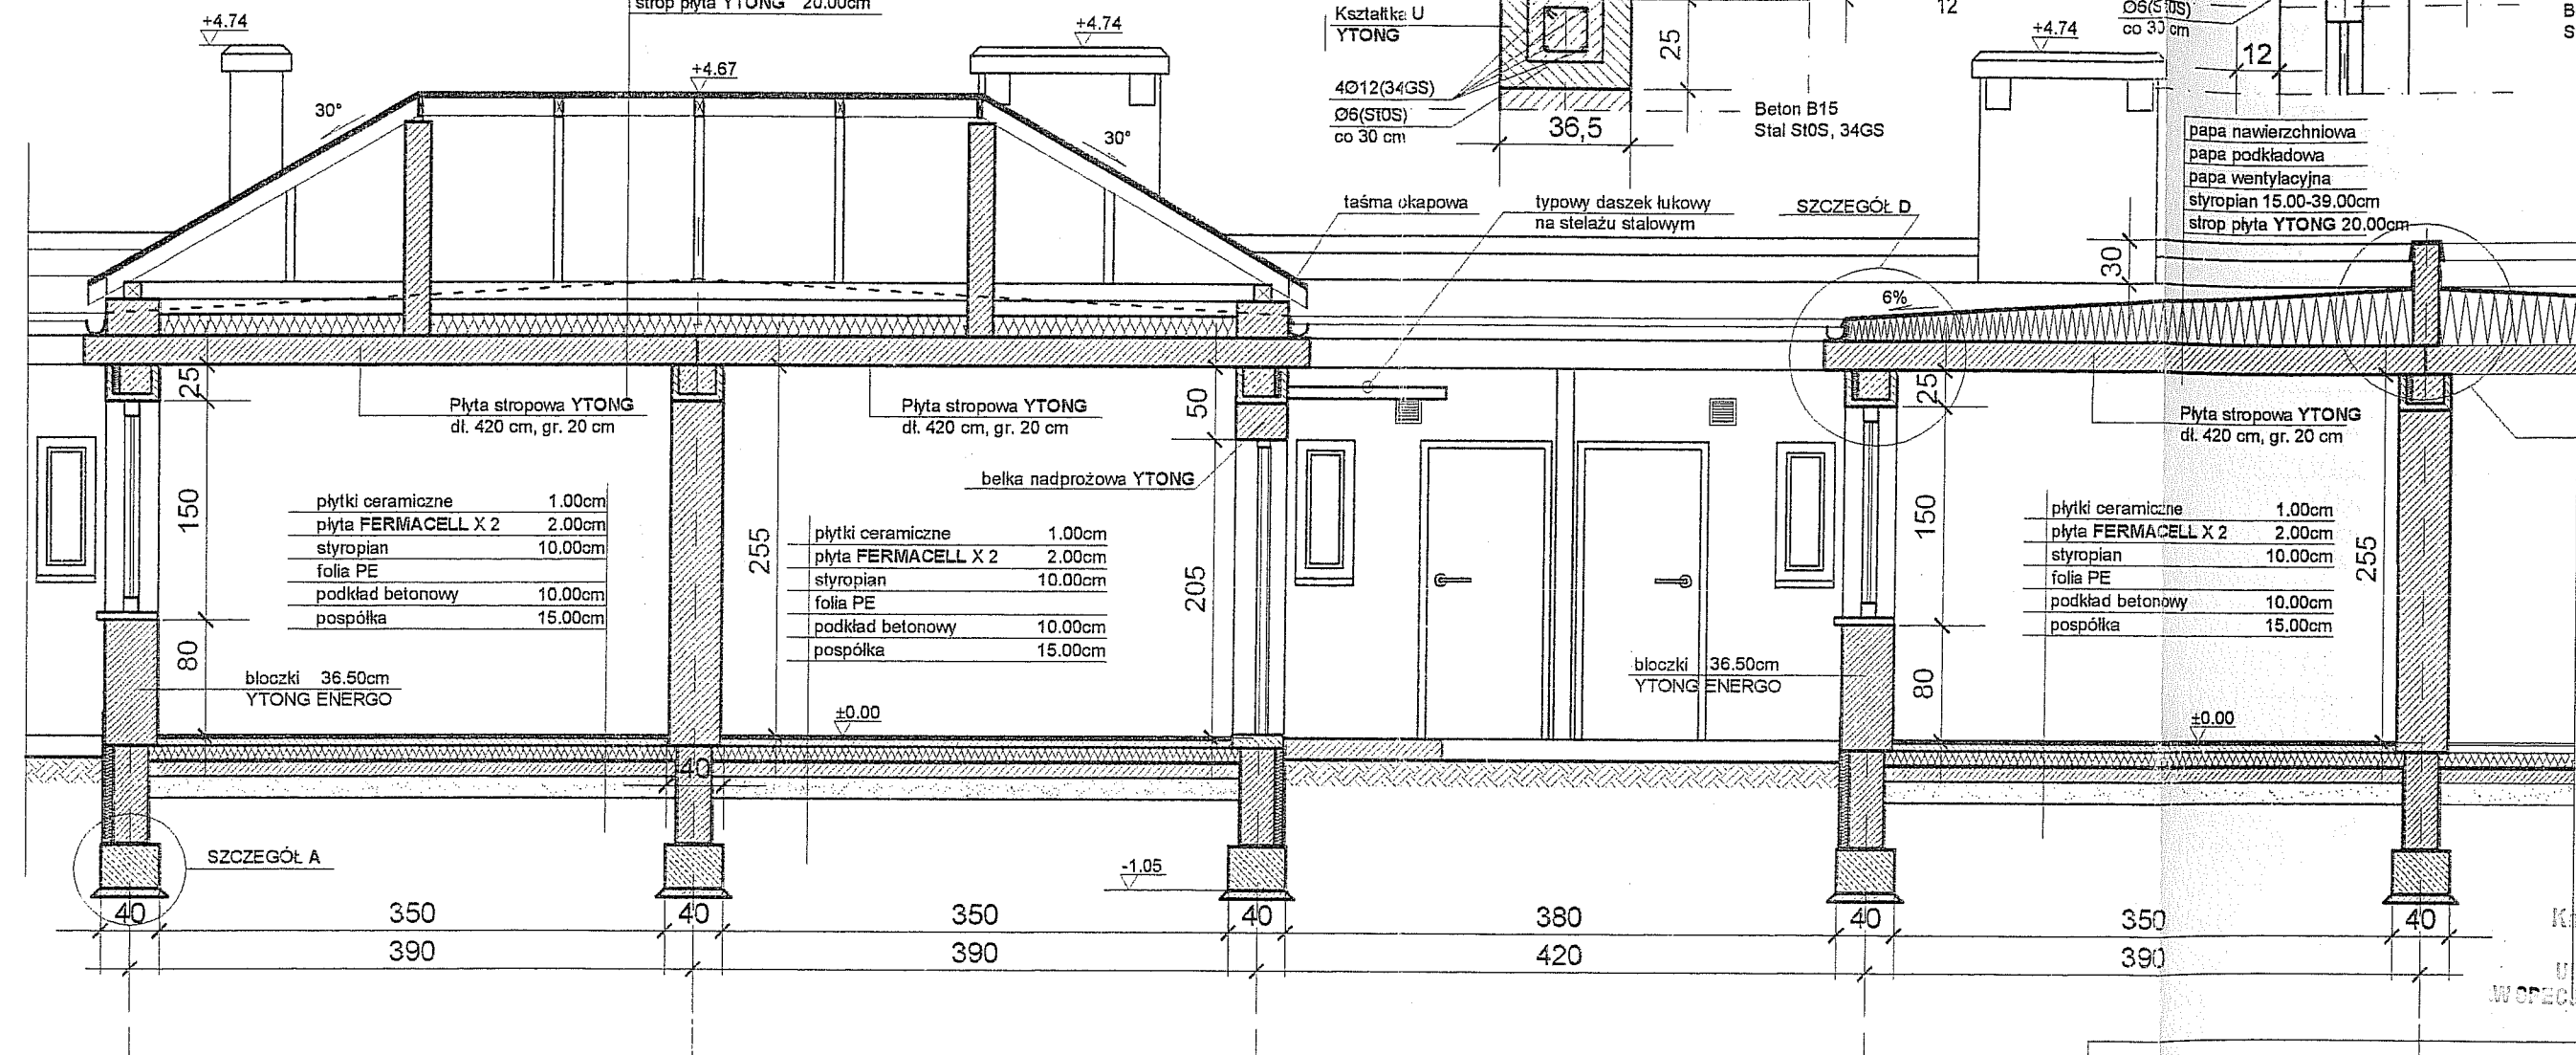 strop płyta YTONG 20.00cm
+4.74
+4.74
+4.67
30°
30°
Kształtka U
YTONG
4Ø12(34GS)
Ø6(St0S)
co 30 cm
25
36,5
Beton B15
Stal St0S, 34GS
12
Ø6(St0S)
co 30 cm
12
B
S
+4.74
papa nawierzchniowa
papa podkładowa
papa wentylacyjna
styropian 15.00-39.00cm
strop płyta YTONG 20.00cm
taśma okapowa
typowy daszek łukowy
na stelażu stalowym
SZCZEGÓŁ D
30
6%
25
Płyta stropowa YTONG
dł. 420 cm, gr. 20 cm
Płyta stropowa YTONG
dł. 420 cm, gr. 20 cm
50
25
Płyta stropowa YTONG
dł. 420 cm, gr. 20 cm
belka nadprożowa YTONG
150
płytki ceramiczne 1.00cm
płyta FERMACELL X 2 2.00cm
styropian 10.00cm
folia PE
podkład betonowy 10.00cm
pospółka 15.00cm
255
płytki ceramiczne 1.00cm
płyta FERMACELL X 2 2.00cm
styropian 10.00cm
folia PE
podkład betonowy 10.00cm
pospółka 15.00cm
205
150
płytki ceramiczne 1.00cm
płyta FERMACELL X 2 2.00cm
styropian 10.00cm
folia PE
podkład betonowy 10.00cm
pospółka 15.00cm
255
80
bloczki 36.50cm
YTONG ENERGO
±0.00
bloczki 36.50cm
YTONG ENERGO
80
±0.00
40
SZCZEGÓŁ A
-1.05
40 350 40 350 40 380 40 350 40
390 390 420 390
K
U
W SPEC